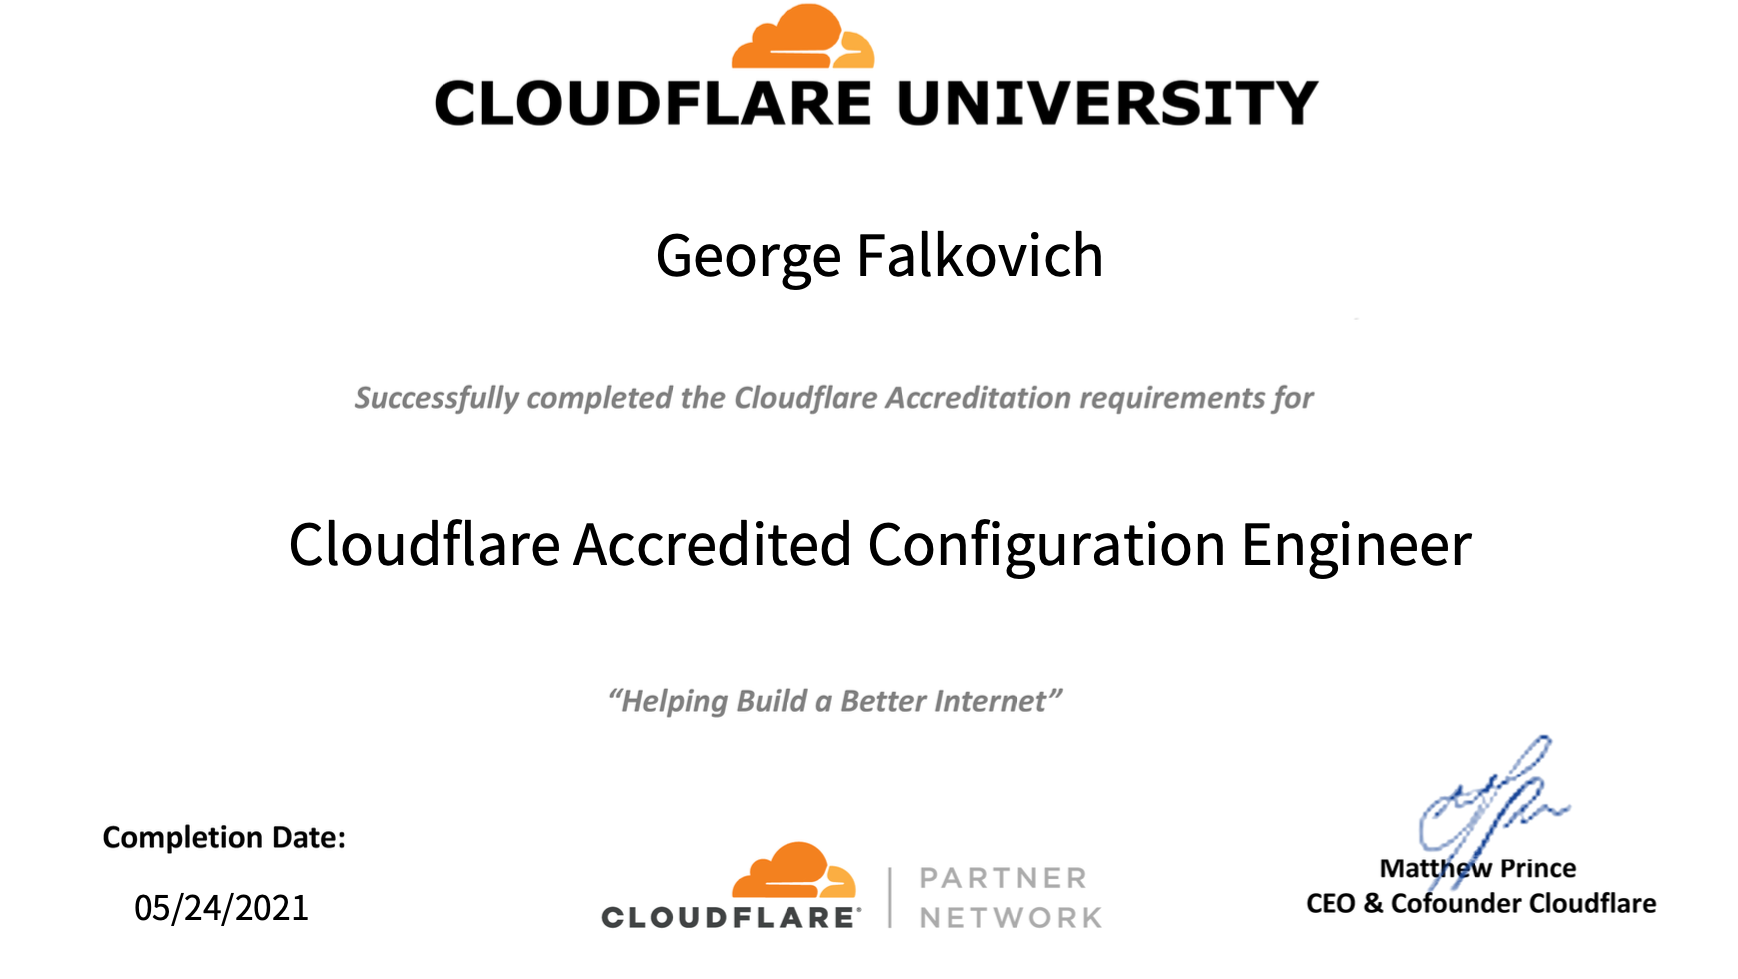 CLOUDFLARE UNIVERSITY
George Falkovich
Successfully completed the Cloudflare Accreditation requirements for
Cloudflare Accredited Configuration Engineer
“Helping Build a Better Internet”
Completion Date:
05/24/2021
CLOUDFLARE®
PARTNER
NETWORK
Matthew Prince
CEO & Cofounder Cloudflare